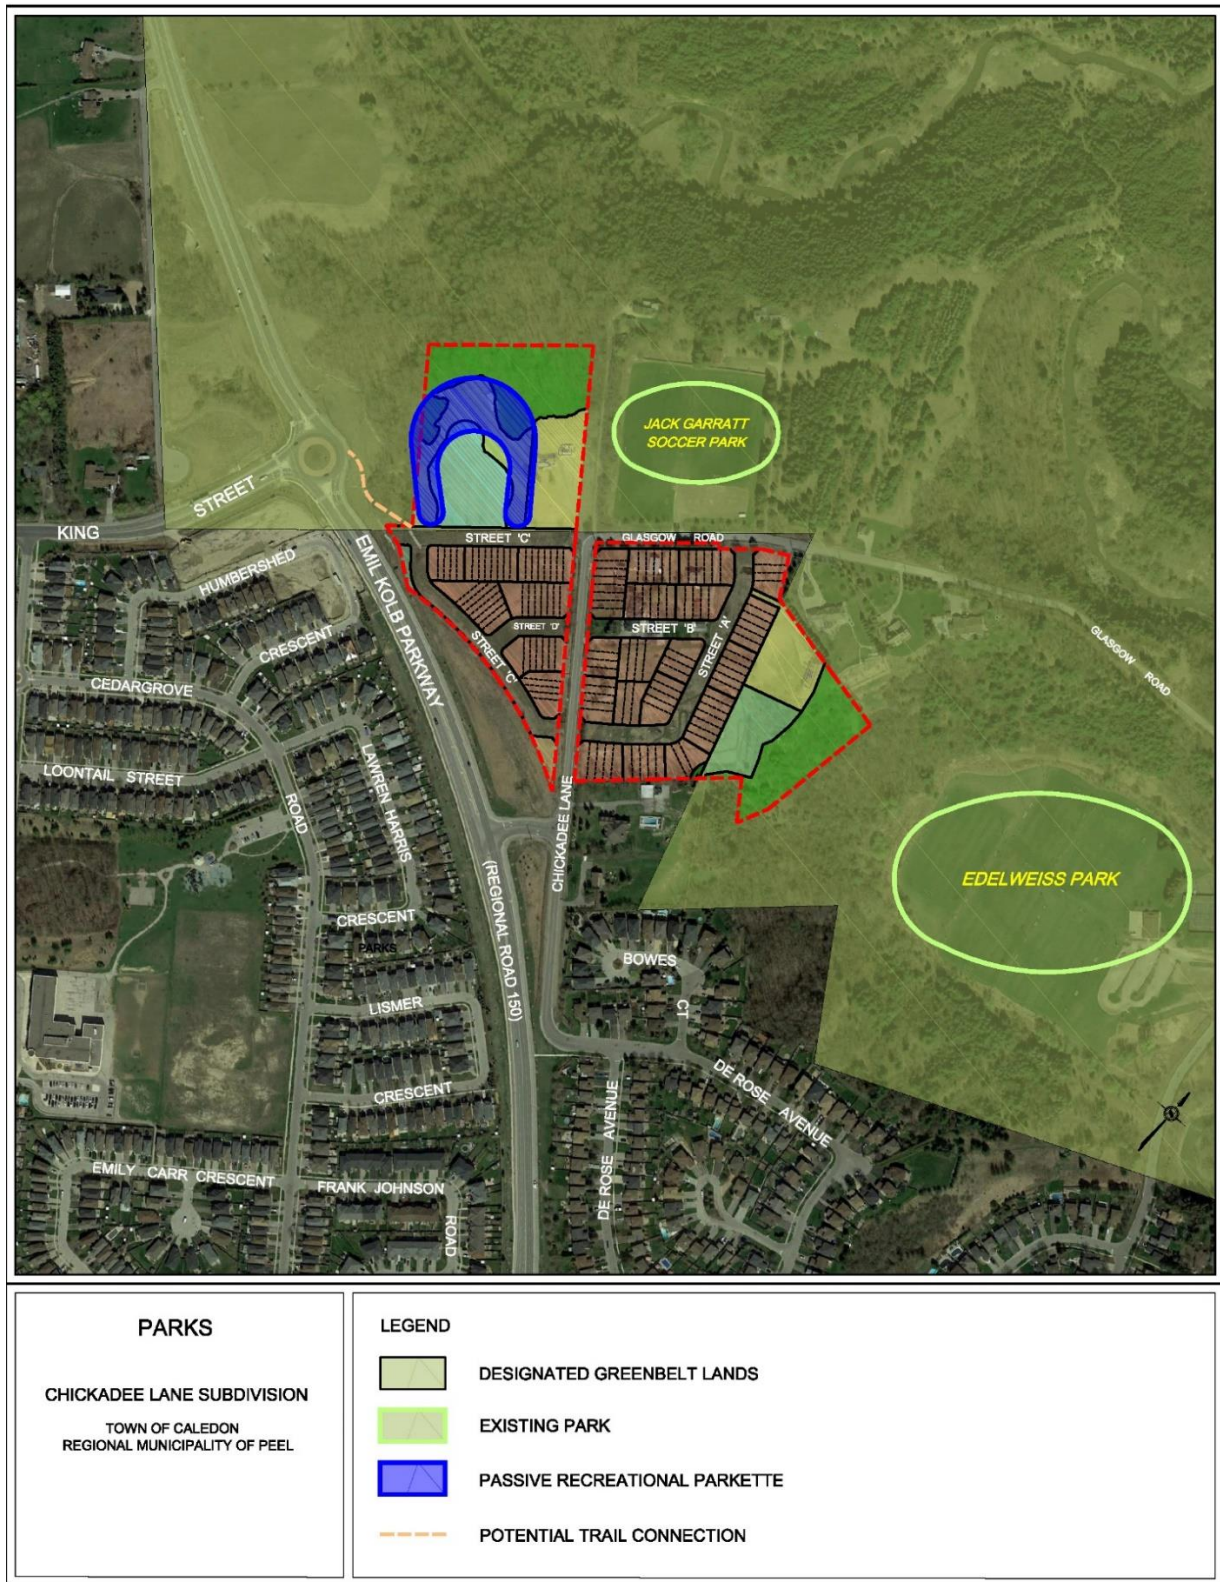 JACK GARRATT
SOCCER PARK
STREET
KING
STREET 'C'
GLASGOW ROAD
HUMBERSHED
CRESCENT
EMIL KOLB PARKWAY
STREET 'D'
STREET 'B'
STREET 'A'
STREET 'C'
GLASGOW ROAD
CEDARGROVE
ROAD
LOONTAIL STREET
LAWREN HARRIS
CRESCENT
PARKS
CHICKADEE LANE
(REGIONAL ROAD 150)
EDELWEISS PARK
BOWES
CT
LISMER
CRESCENT
DE ROSE AVENUE
DE ROSE AVENUE
EMILY CARR CRESCENT
FRANK JOHNSON
ROAD
PARKS
CHICKADEE LANE SUBDIVISION
TOWN OF CALEDON
REGIONAL MUNICIPALITY OF PEEL
LEGEND
DESIGNATED GREENBELT LANDS
EXISTING PARK
PASSIVE RECREATIONAL PARKETTE
POTENTIAL TRAIL CONNECTION